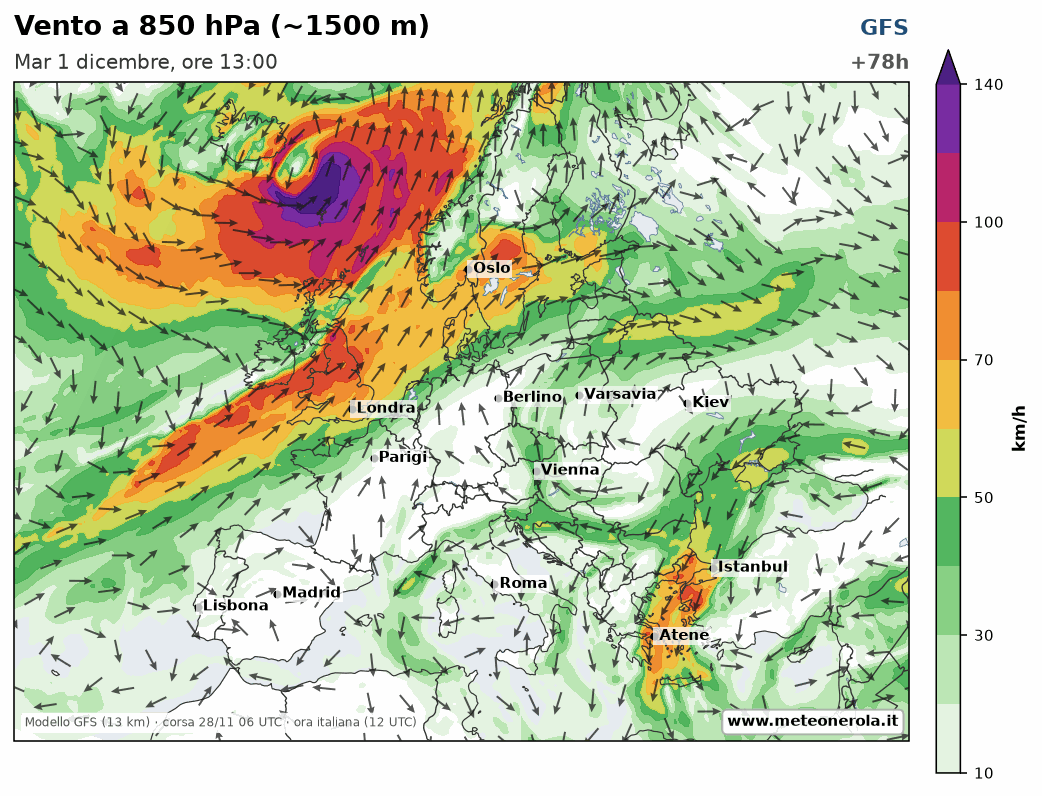 Vento a 850 hPa (~1500 m)
GFS
Mar 1 dicembre, ore 13:00
+78h
140
100
70
50
30
10
km/h
Oslo
Londra
Berlino
Varsavia
Kiev
Parigi
Vienna
Istanbul
Roma
Madrid
Lisbona
Atene
Modello GFS (13 km) · corsa 28/11 06 UTC · ora italiana (12 UTC)
www.meteonerola.it